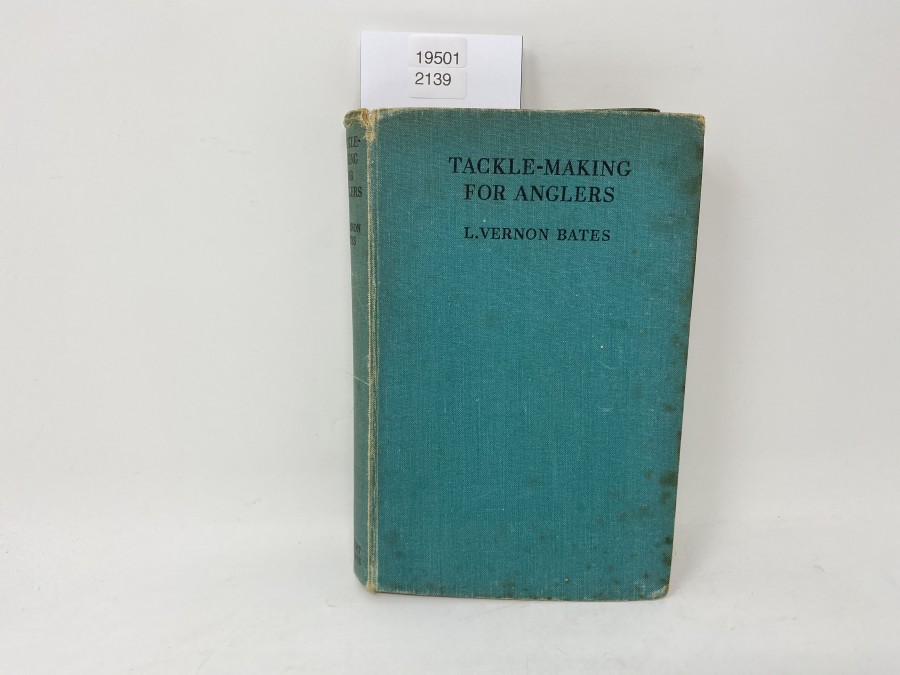 19501
2139
TACKLE-MAKING
FOR ANGLERS
L.VERNON BATES